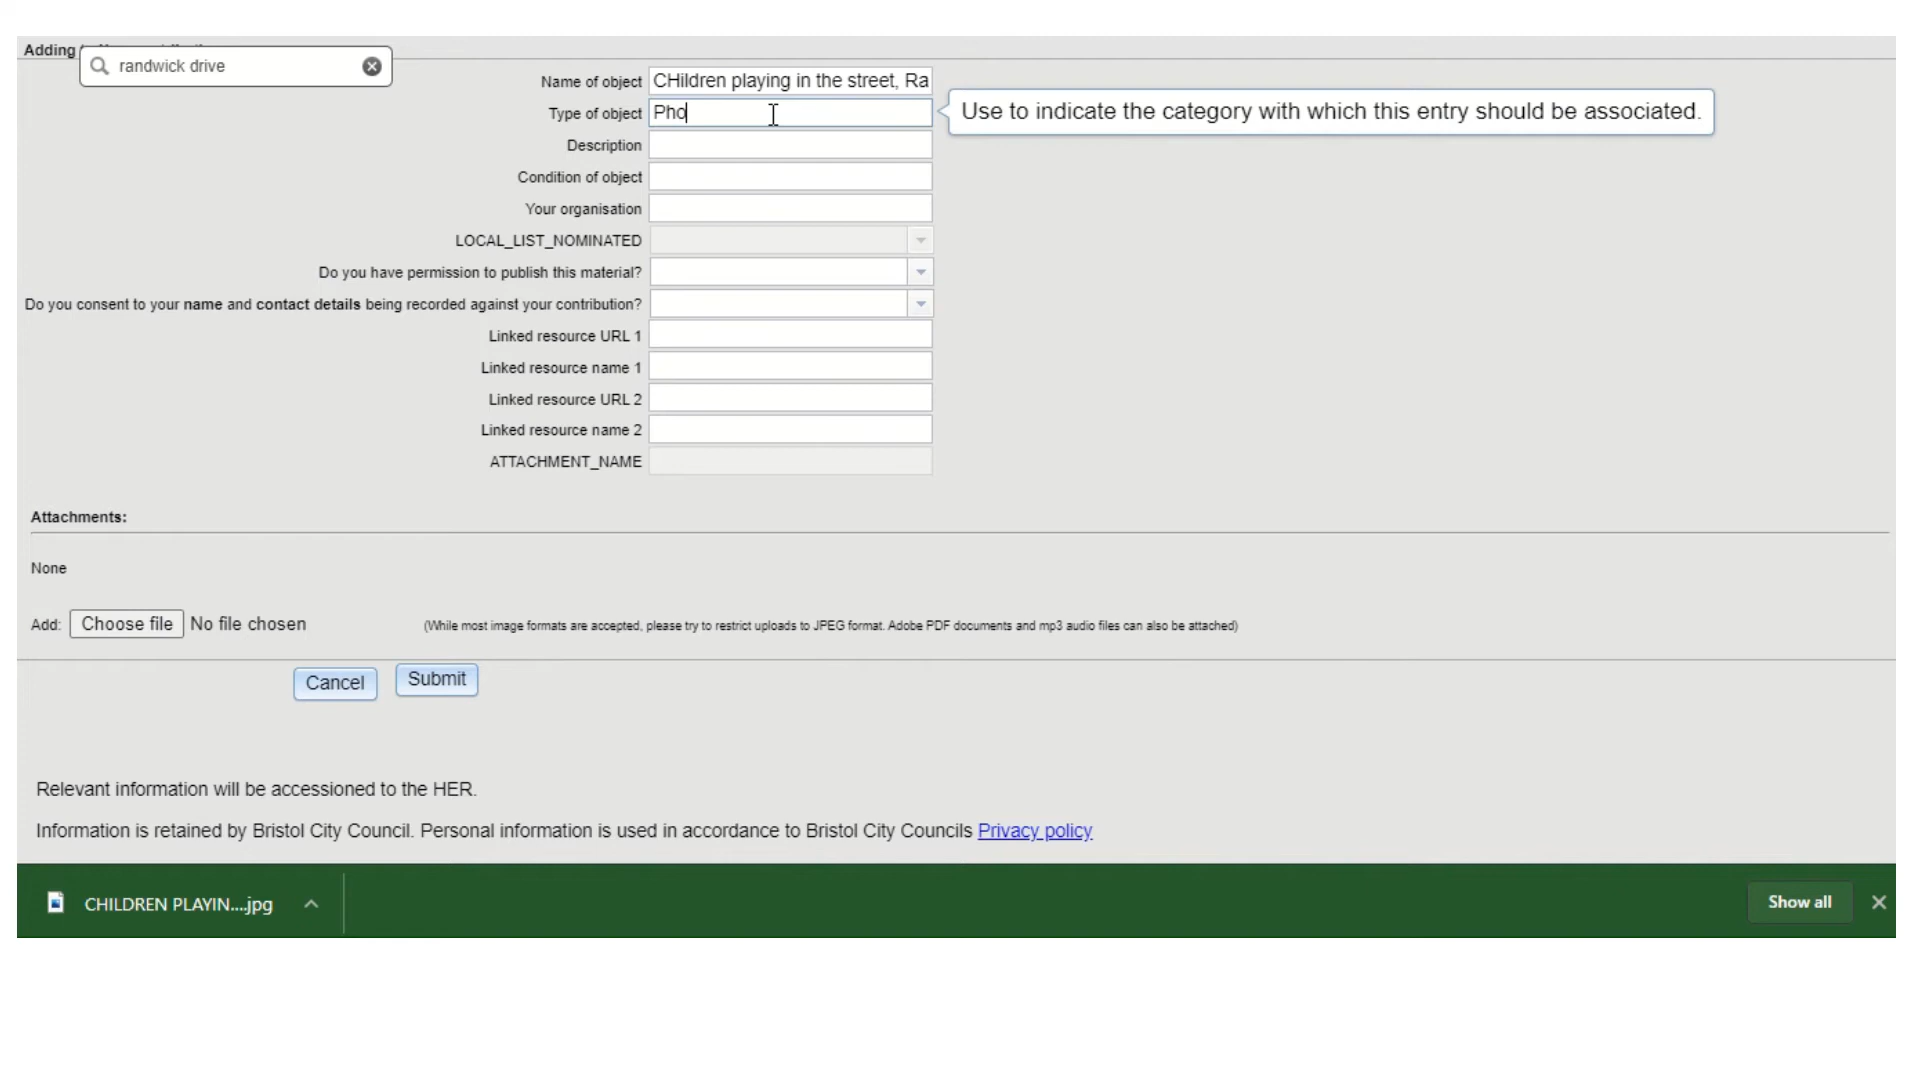 Adding
randwick drive
Name of object CHildren playing in the street, Ra
Type of object Pho
Use to indicate the category with which this entry should be associated.
Description
Condition of object
Your organisation
LOCAL_LIST_NOMINATED
Do you have permission to publish this material?
Do you consent to your name and contact details being recorded against your contribution?
Linked resource URL 1
Linked resource name 1
Linked resource URL 2
Linked resource name 2
ATTACHMENT_NAME
Attachments:
None
Add: Choose file No file chosen (While most image formats are accepted, please try to restrict uploads to JPEG format. Adobe PDF documents and mp3 audio files can also be attached)
Cancel Submit
Relevant information will be accessioned to the HER.
Information is retained by Bristol City Council. Personal information is used in accordance to Bristol City Councils Privacy policy
CHILDREN PLAYIN....jpg Show all